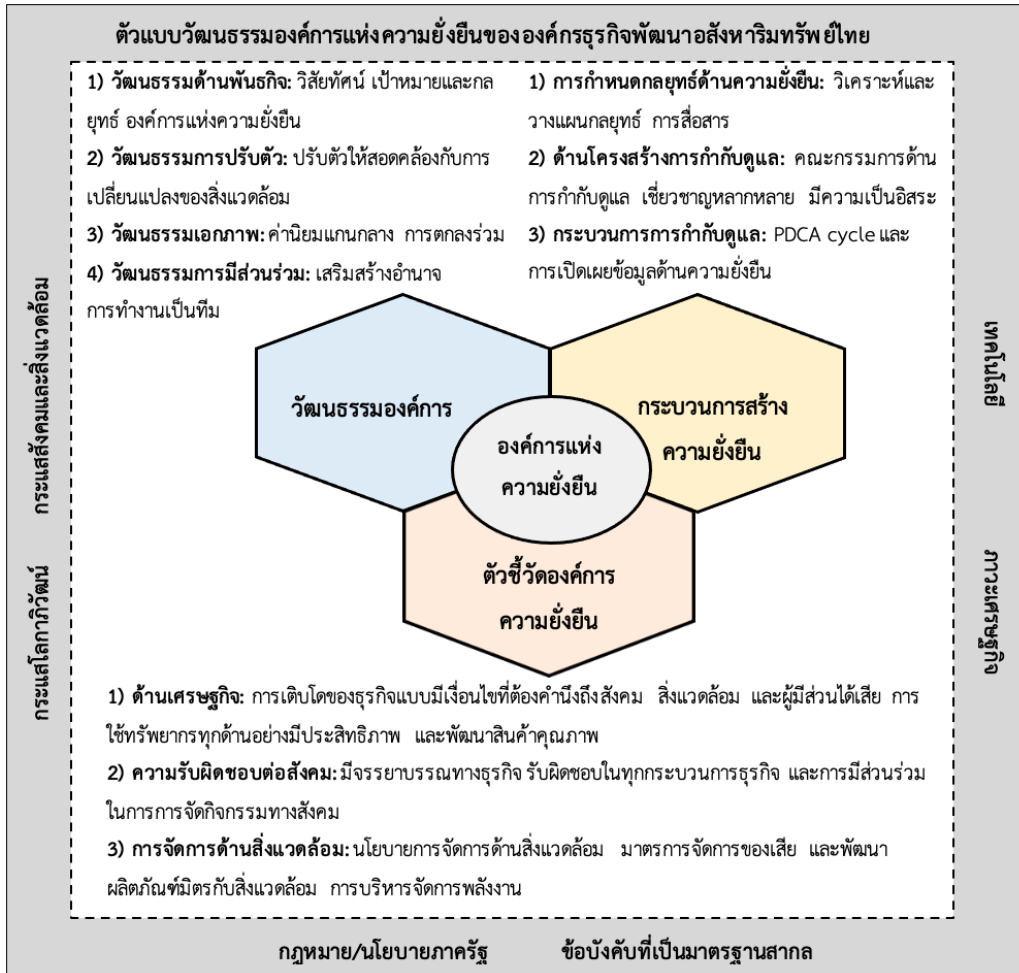 ตัวแบบวัฒนธรรมองค์การแห่งความยั่งยืนขององค์กรธุรกิจพัฒนาอสังหาริมทรัพย์ไทย
1) วัฒนธรรมด้านพันธกิจ: วิสัยทัศน์ เป้าหมายและกล
ยุทธ์ องค์การแห่งความยั่งยืน
2) วัฒนธรรมการปรับตัว: ปรับตัวให้สอดคล้องกับการ
เปลี่ยนแปลงของสิ่งแวดล้อม
3) วัฒนธรรมเอกภาพ: ค่านิยมแกนกลาง การตกลงร่วม
4) วัฒนธรรมการมีส่วนร่วม: เสริมสร้างอำนาจ
การทำงานเป็นทีม
1) การกำหนดกลยุทธ์ด้านความยั่งยืน: วิเคราะห์และ
วางแผนกลยุทธ์ การสื่อสาร
2) ด้านโครงสร้างการกำกับดูแล: คณะกรรมการด้าน
การกำกับดูแล เชี่ยวชาญหลากหลาย มีความเป็นอิสระ
3) กระบวนการการกำกับดูแล: PDCA cycle และ
การเปิดเผยข้อมูลด้านความยั่งยืน
กระแสสังคมและสิ่งแวดล้อม
กระแสโลกาภิวัฒน์
เทคโนโลยี
ภาวะเศรษฐกิจ
วัฒนธรรมองค์การ
กระบวนการสร้าง
ความยั่งยืน
องค์การแห่ง
ความยั่งยืน
ตัวชี้วัดองค์การ
ความยั่งยืน
1) ด้านเศรษฐกิจ: การเติบโตของธุรกิจแบบมีเงื่อนไขที่ต้องคำนึงถึงสังคม สิ่งแวดล้อม และผู้มีส่วนได้เสีย การ
ใช้ทรัพยากรทุกด้านอย่างมีประสิทธิภาพ และพัฒนาสินค้าคุณภาพ
2) ความรับผิดชอบต่อสังคม: มีจรรยาบรรณทางธุรกิจ รับผิดชอบในทุกกระบวนการธุรกิจ และการมีส่วนร่วม
ในการการจัดกิจกรรมทางสังคม
3) การจัดการด้านสิ่งแวดล้อม: นโยบายการจัดการด้านสิ่งแวดล้อม มาตรการจัดการของเสีย และพัฒนา
ผลิตภัณฑ์มิตรกับสิ่งแวดล้อม การบริหารจัดการพลังงาน
กฎหมาย/นโยบายภาครัฐ ข้อบังคับที่เป็นมาตรฐานสากล